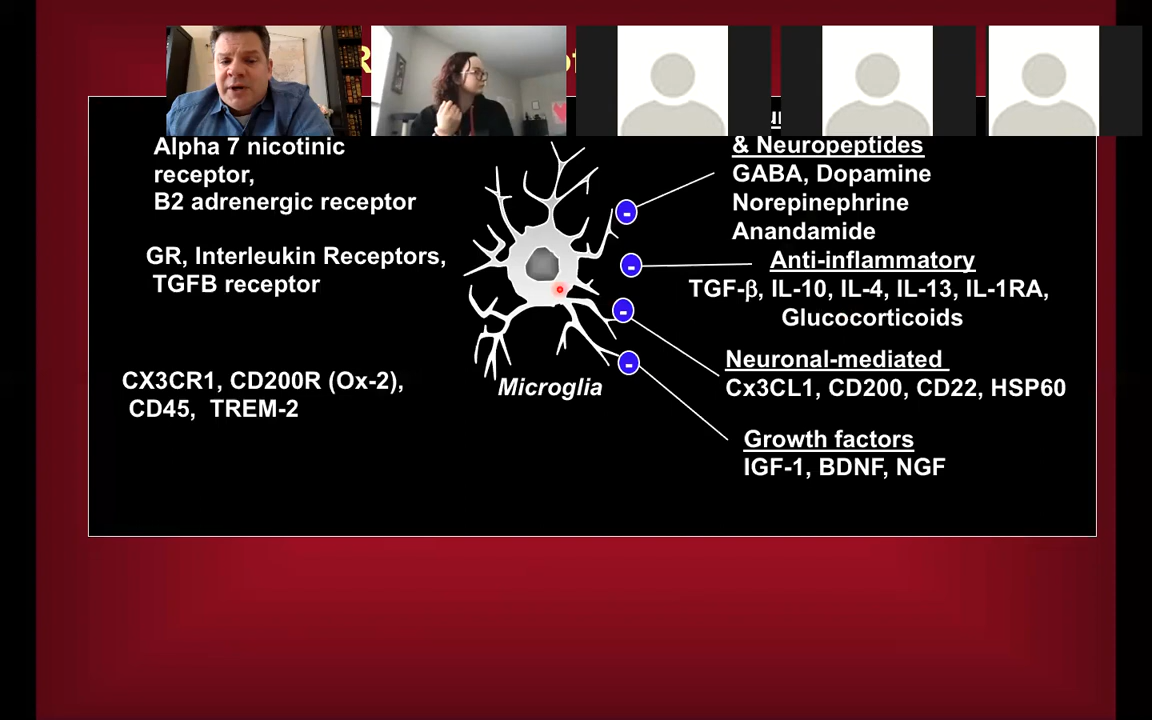 Alpha 7 nicotinic
receptor,
B2 adrenergic receptor
GR, Interleukin Receptors,
TGFB receptor
CX3CR1, CD200R (Ox-2),
CD45, TREM-2
Microglia
& Neuropeptides
GABA, Dopamine
Norepinephrine
Anandamide
Anti-inflammatory
TGF-β, IL-10, IL-4, IL-13, IL-1RA,
Glucocorticoids
Neuronal-mediated
Cx3CL1, CD200, CD22, HSP60
Growth factors
IGF-1, BDNF, NGF